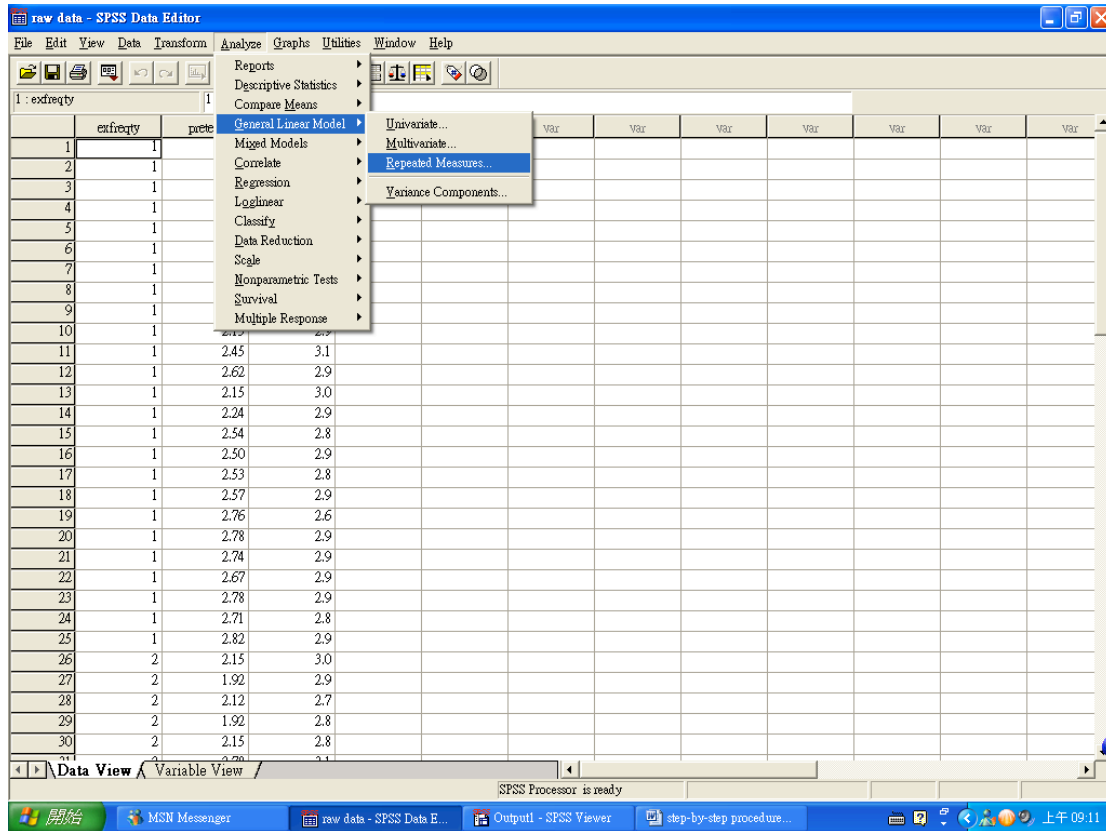 raw data - SPSS Data Editor
File Edit View Data Transform Analyze Graphs Utilities Window Help
1 : exfreqty 1
Reports
Descriptive Statistics
Compare Means
General Linear Model
Mixed Models
Correlate
Regression
Loglinear
Classify
Data Reduction
Scale
Nonparametric Tests
Survival
Multiple Response
Univariate...
Multivariate...
Repeated Measures...
Variance Components...
exfreqty prete var var var var var var var
1 1
2 1
3 1
4 1
5 1
6 1
7 1
8 1
9 1
10 1 2.15 2.9
11 1 2.45 3.1
12 1 2.62 2.9
13 1 2.15 3.0
14 1 2.24 2.9
15 1 2.54 2.8
16 1 2.50 2.9
17 1 2.53 2.8
18 1 2.57 2.9
19 1 2.76 2.6
20 1 2.78 2.9
21 1 2.74 2.9
22 1 2.67 2.9
23 1 2.78 2.9
24 1 2.71 2.8
25 1 2.82 2.9
26 2 2.15 3.0
27 2 1.92 2.9
28 2 2.12 2.7
29 2 1.92 2.8
30 2 2.15 2.8
Data View Variable View
SPSS Processor is ready
開始 MSN Messenger raw data - SPSS Data E... Output1 - SPSS Viewer step-by-step procedure... 上午 09:11